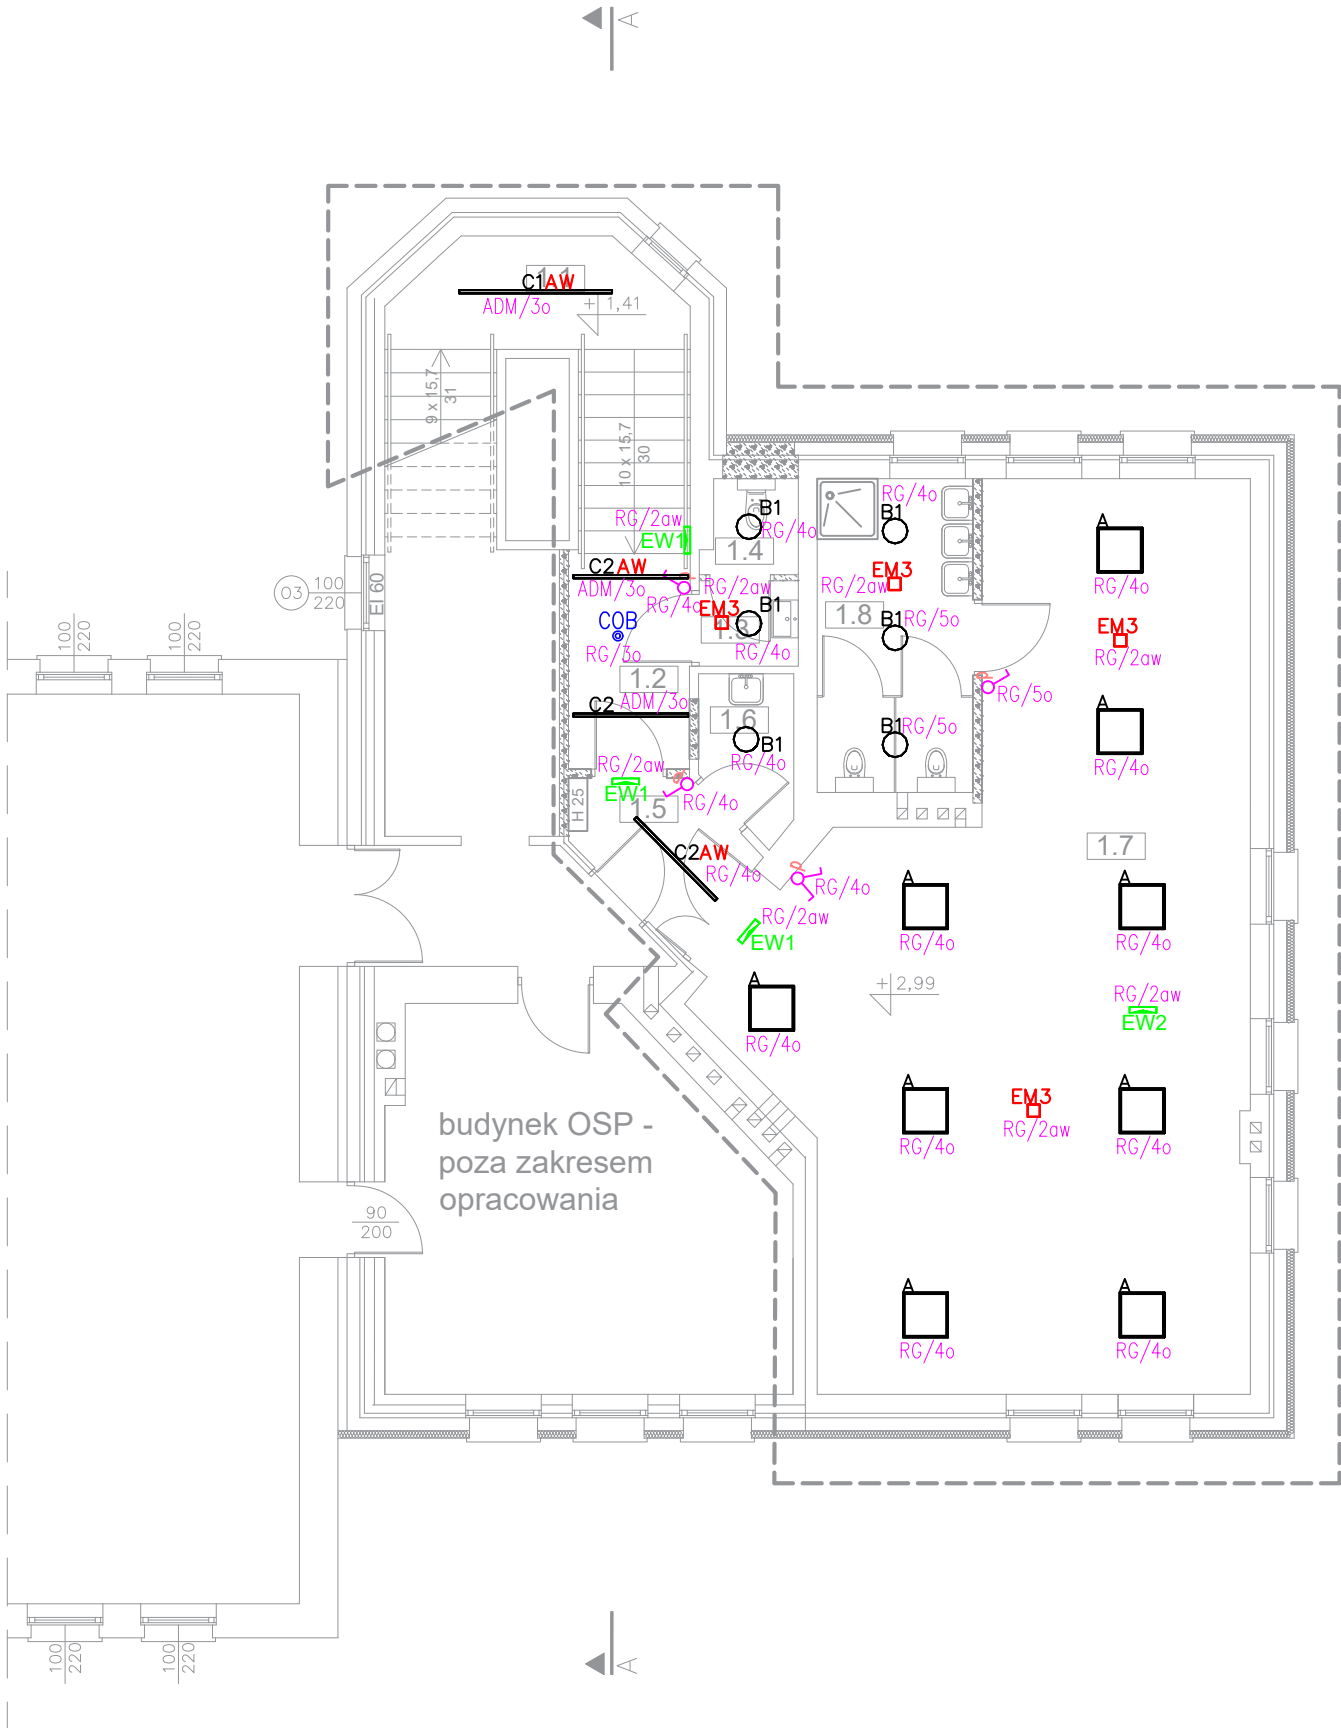 A
1.1
C1AW
ADM/3o
+ 1,41
9 x 15,7
31
10 x 15,7
30
RG/4o
B1
B1
RG/2aw
RG/4o
A
EW1
1.4
C2AW
EM3
RG/4o
ADM/3o
RG/2aw
RG/2aw
03
100
220
EI 60
p
RG/4o
EM3
B1
1.8
B1
RG/5o
COB
1.3
EM3
RG/3o
RG/4o
RG/2aw
100
220
100
220
1.2
p
RG/5o
C2
ADM/3o
A
1.6
B1
B1
RG/5o
RG/2aw
RG/4o
RG/4o
EW1
RG/4o
H 25
1.5
1.7
C2AW
RG/4o
p
RG/4o
A
A
RG/2aw
EW1
RG/4o
RG/4o
A
+ 2,99
RG/2aw
EW2
RG/4o
A
A
EM3
RG/2aw
RG/4o
RG/4o
budynek OSP -
poza zakresem
opracowania
90
200
A
A
RG/4o
RG/4o
100
220
100
220
A